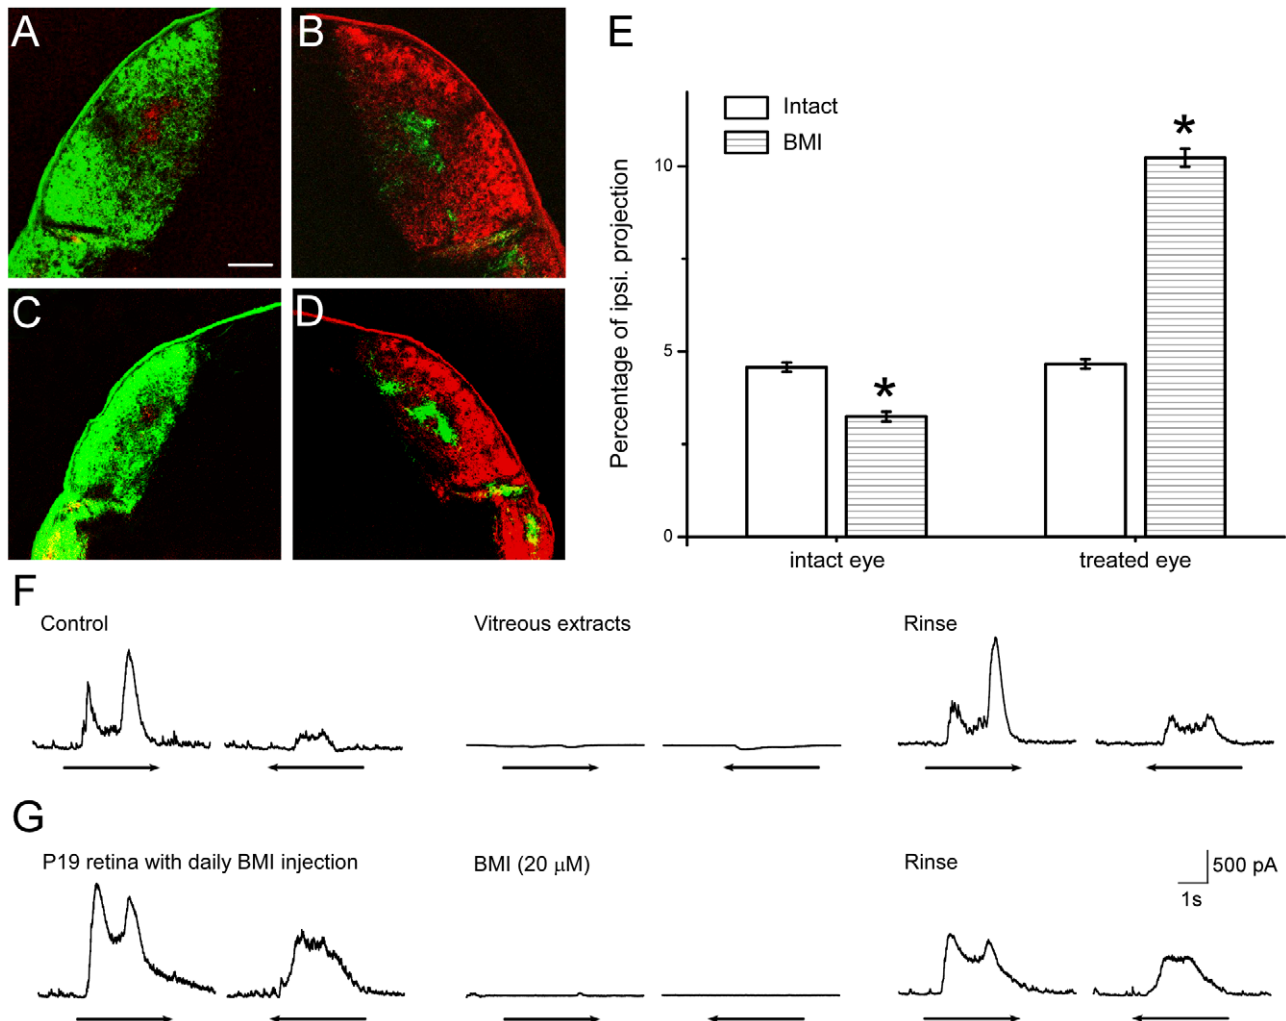 A
B
C
D
E
Intact
BMI
*
*
10
5
0
Percentage of ipsi. projection
intact eye
treated eye
F
Control
Vitreous extracts
Rinse
G
P19 retina with daily BMI injection
BMI (20 μM)
Rinse
500 pA
1s